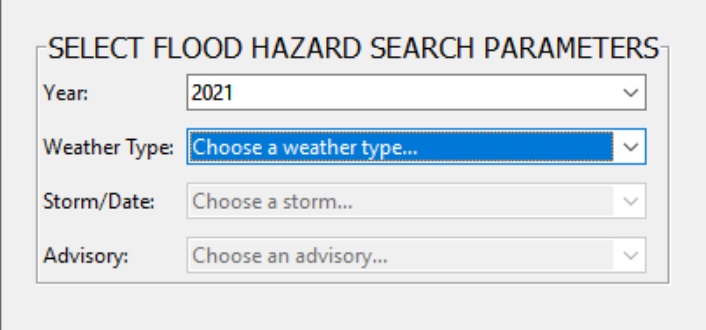 SELECT FLOOD HAZARD SEARCH PARAMETERS
Year: 2021
Weather Type: Choose a weather type...
Storm/Date: Choose a storm...
Advisory: Choose an advisory...